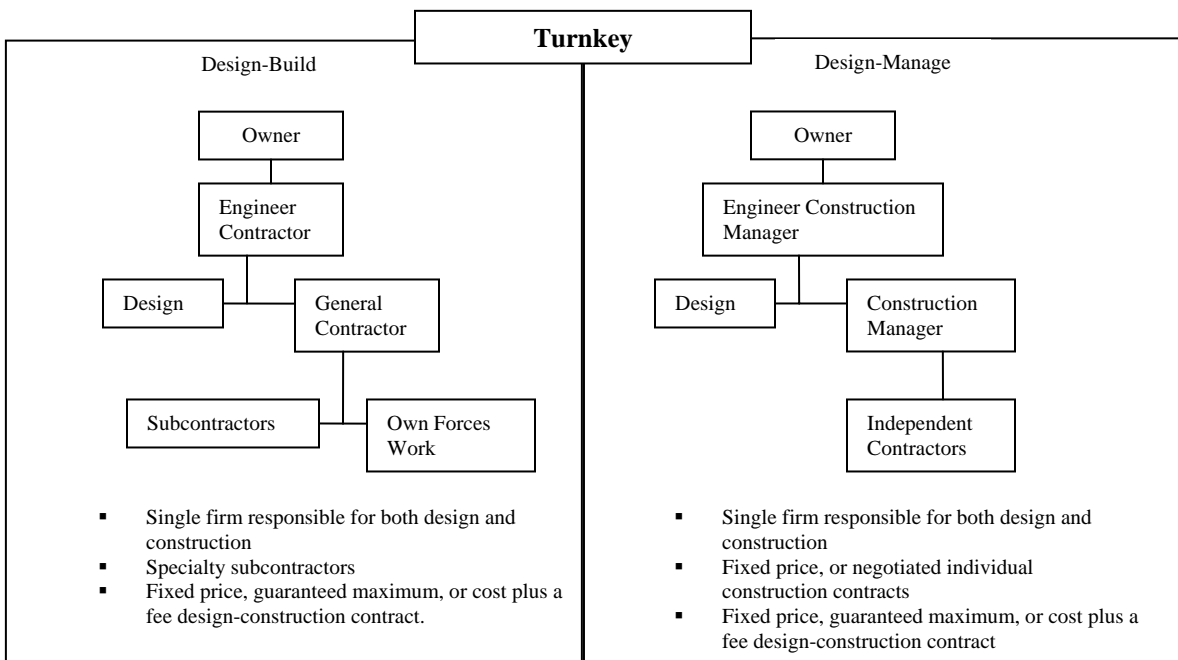 Turnkey
Design-Build
Owner
Engineer
Contractor
Design
General
Contractor
Subcontractors
Own Forces
Work
▪ Single firm responsible for both design and
construction
▪ Specialty subcontractors
▪ Fixed price, guaranteed maximum, or cost plus a
fee design-construction contract.
Design-Manage
Owner
Engineer Construction
Manager
Design
Construction
Manager
Independent
Contractors
▪ Single firm responsible for both design and
construction
▪ Fixed price, or negotiated individual
construction contracts
▪ Fixed price, guaranteed maximum, or cost plus a
fee design-construction contract